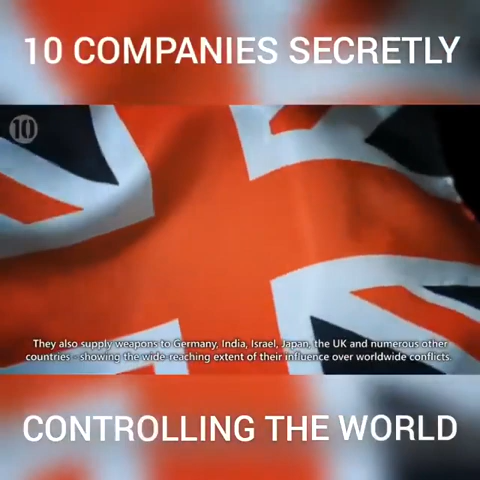 10 COMPANIES SECRETLY
10
They also supply weapons to Germany, India, Israel, Japan, the UK and numerous other
countries - showing the wide-reaching extent of their influence over worldwide conflicts.
CONTROLLING THE WORLD